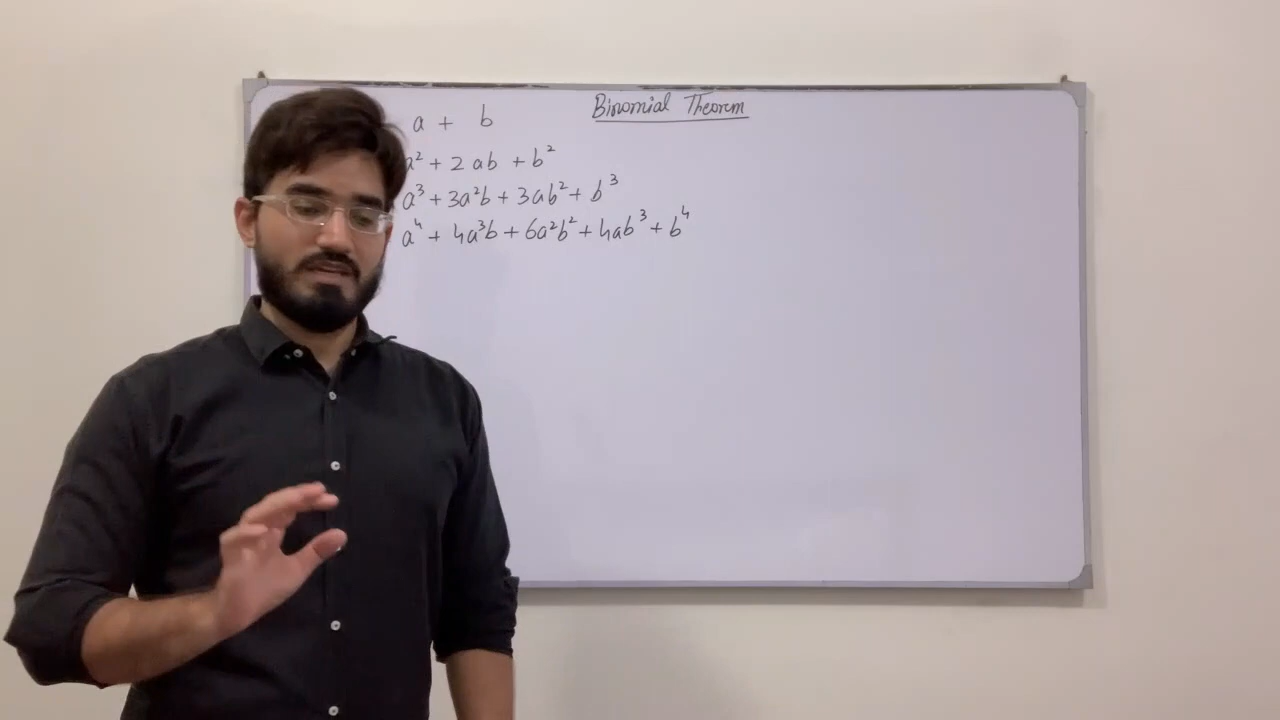 Binomial Theorem
a + b
a² + 2ab + b²
a³ + 3a²b + 3ab² + b³
a⁴ + 4a³b + 6a²b² + 4ab³ + b⁴